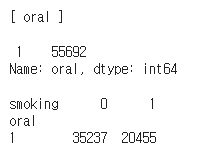 [ oral ]
1 55692
Name: oral, dtype: int64
smoking 0 1
oral
1 35237 20455